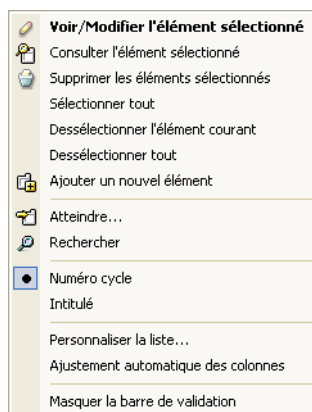 Voir/Modifier l'élément sélectionné
Consulter l'élément sélectionné
Supprimer les éléments sélectionnés
Sélectionner tout
Dessélectionner l'élément courant
Dessélectionner tout
Ajouter un nouvel élément
Atteindre...
Rechercher
Numéro cycle
Intitulé
Personnaliser la liste...
Ajustement automatique des colonnes
Masquer la barre de validation